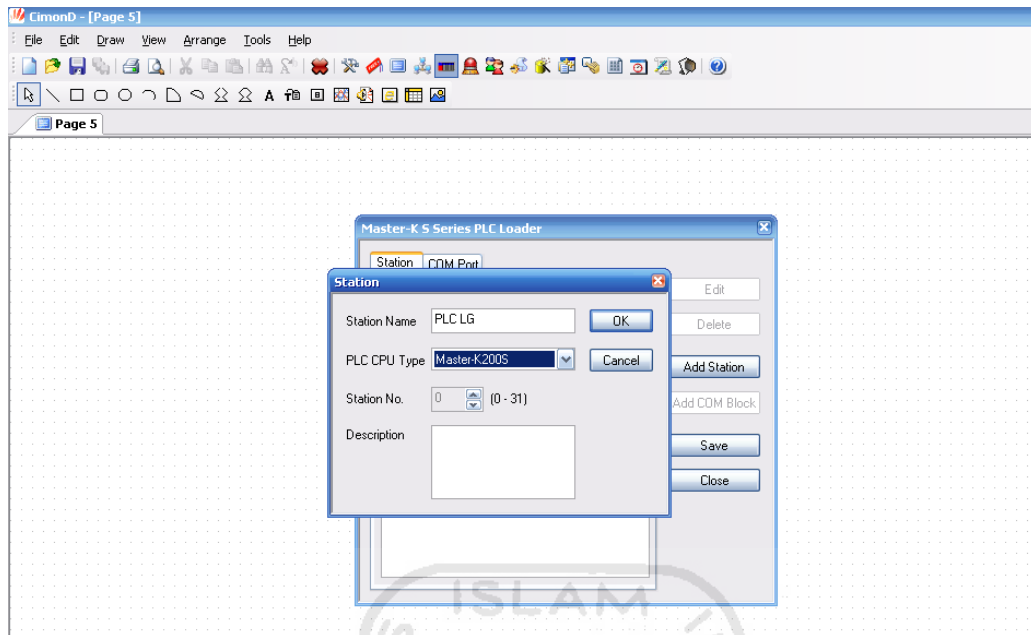 CimonD - [Page 5]
File Edit Draw View Arrange Tools Help
Page 5
Master-K S Series PLC Loader
Station COM Port
Station
Edit
Station Name PLC LG OK
Delete
PLC CPU Type Master-K200S Cancel
Add Station
Station No. 0 (0 - 31)
Add COM Block
Description
Save
Close
ISLAM